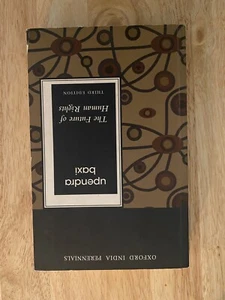 The Future of
Human Rights
THIRD EDITION
upendra
baxi
OXFORD INDIA PERENNIALS